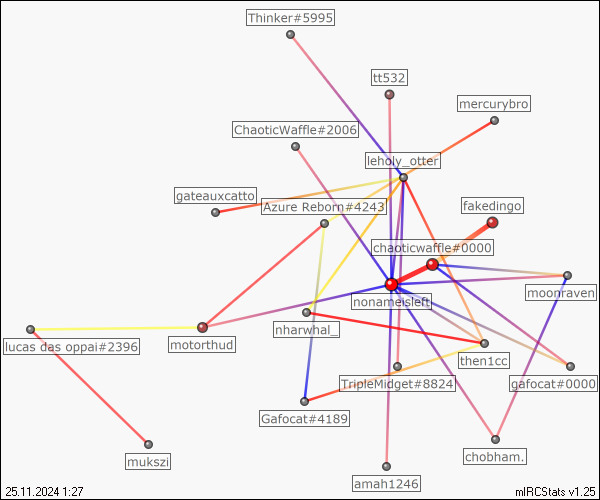 Thinker#5995
tt532
mercurybro
ChaoticWaffle#2006
leholy_otter
gateauxcatto
Azure Reborn#4243
fakedingo
chaoticwaffle#0000
moonraven
nonameisleft
nharwhal_
motorthud
lucas das oppai#2396
then1cc
TripleMidget#8824
gafocat#0000
Gafocat#4189
mukszi
chobham.
amah1246
25.11.2024 1:27
mIRCStats v1.25